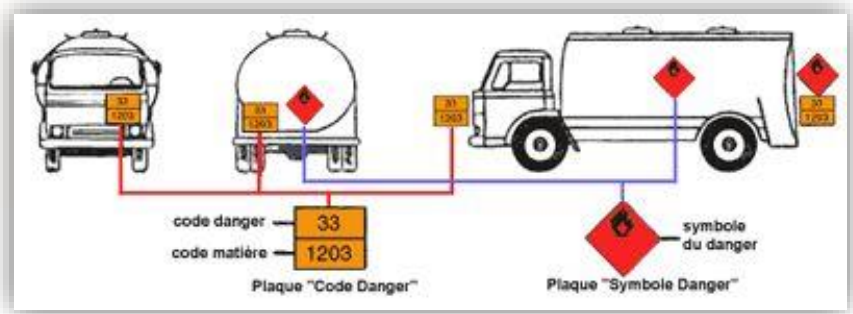 33
1203
33
1203
33
1203
33
1203
code danger
33
code matière
1203
symbole
du danger
Plaque "Code Danger"
Plaque "Symbole Danger"